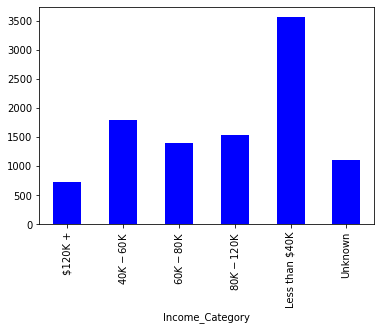 3500
3000
2500
2000
1500
1000
500
0
$120K +
40K − 60K
60K − 80K
80K − 120K
Less than $40K
Unknown
Income_Category